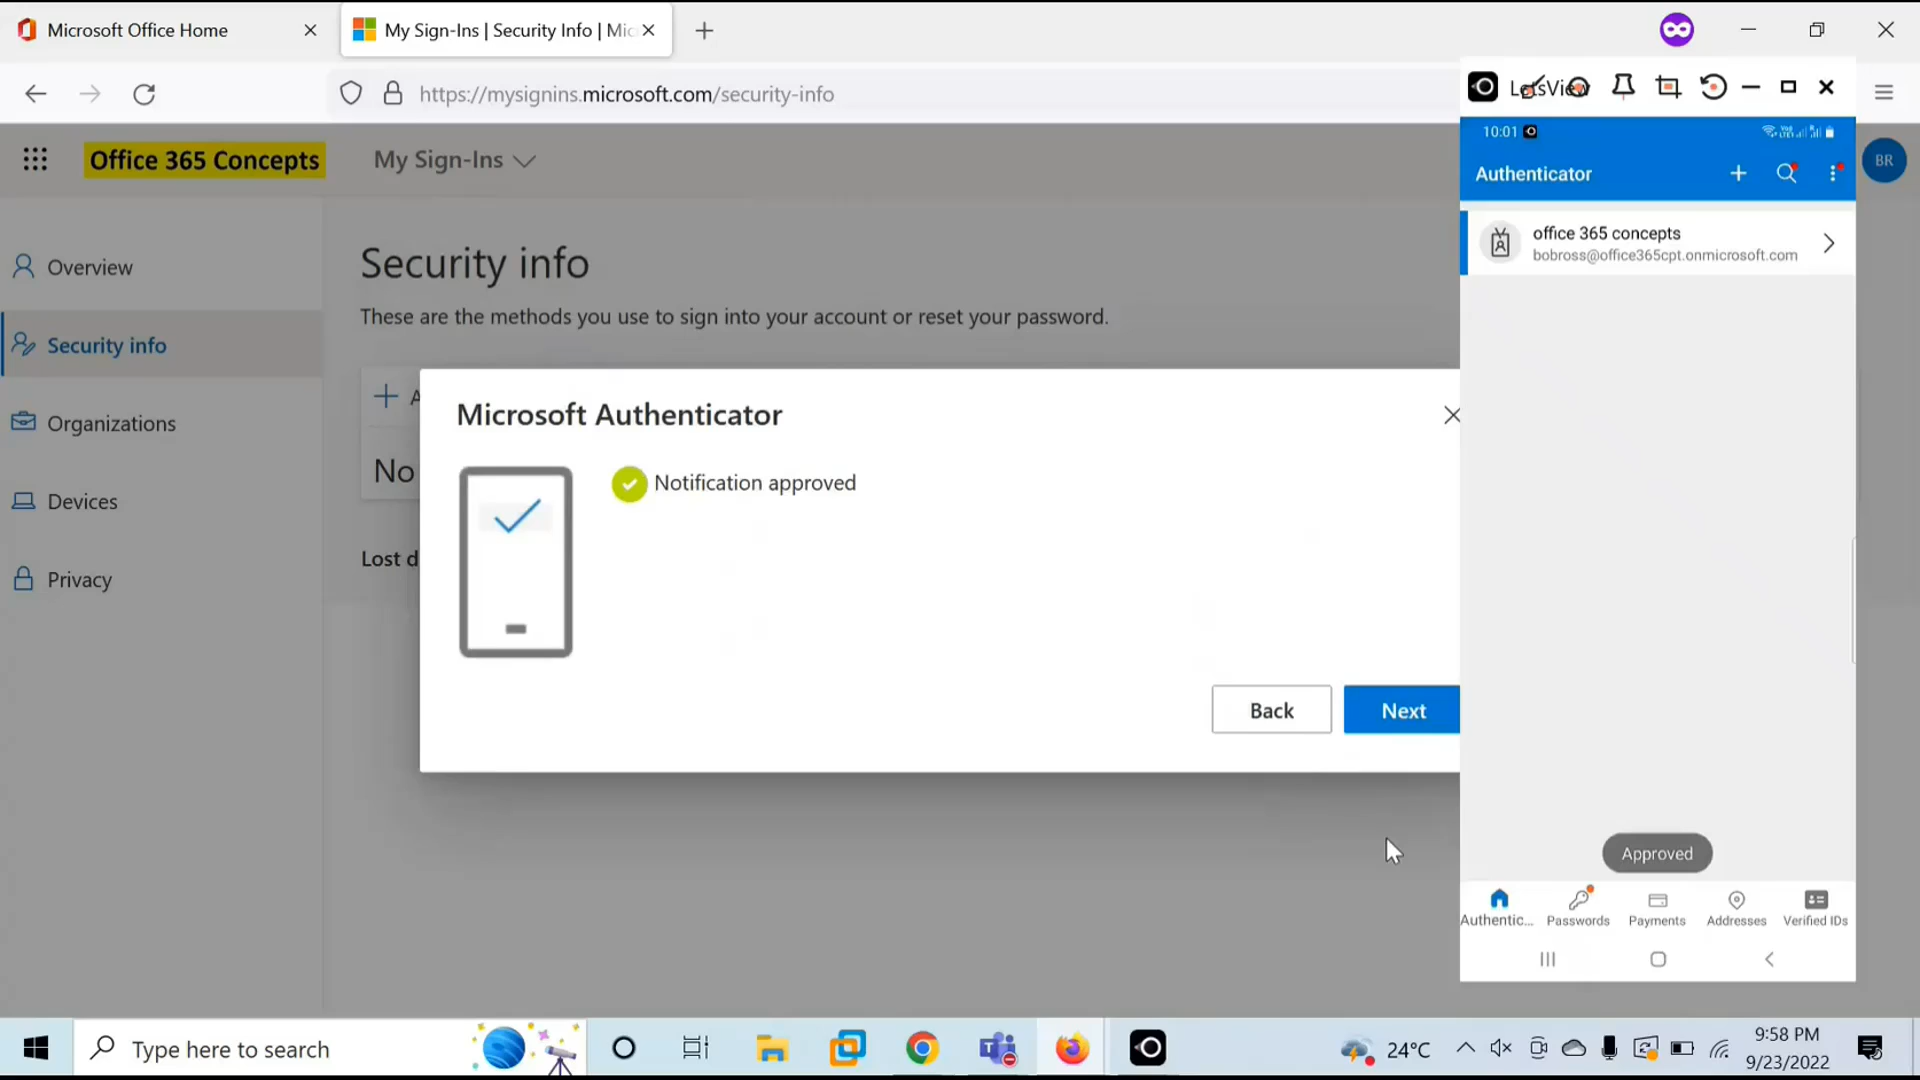 Microsoft Office Home
My Sign-Ins | Security Info | Mic
https://mysignins.microsoft.com/security-info
LetsView
Office 365 Concepts
My Sign-Ins
BR
10:01
Authenticator
office 365 concepts
bobross@office365cpt.onmicrosoft.com
Overview
Security info
Organizations
Devices
Privacy
Security info
These are the methods you use to sign into your account or reset your password.
A
No
Lost d
Microsoft Authenticator
Notification approved
Back
Next
Approved
Authentic...
Passwords
Payments
Addresses
Verified IDs
Type here to search
24°C
9:58 PM
9/23/2022